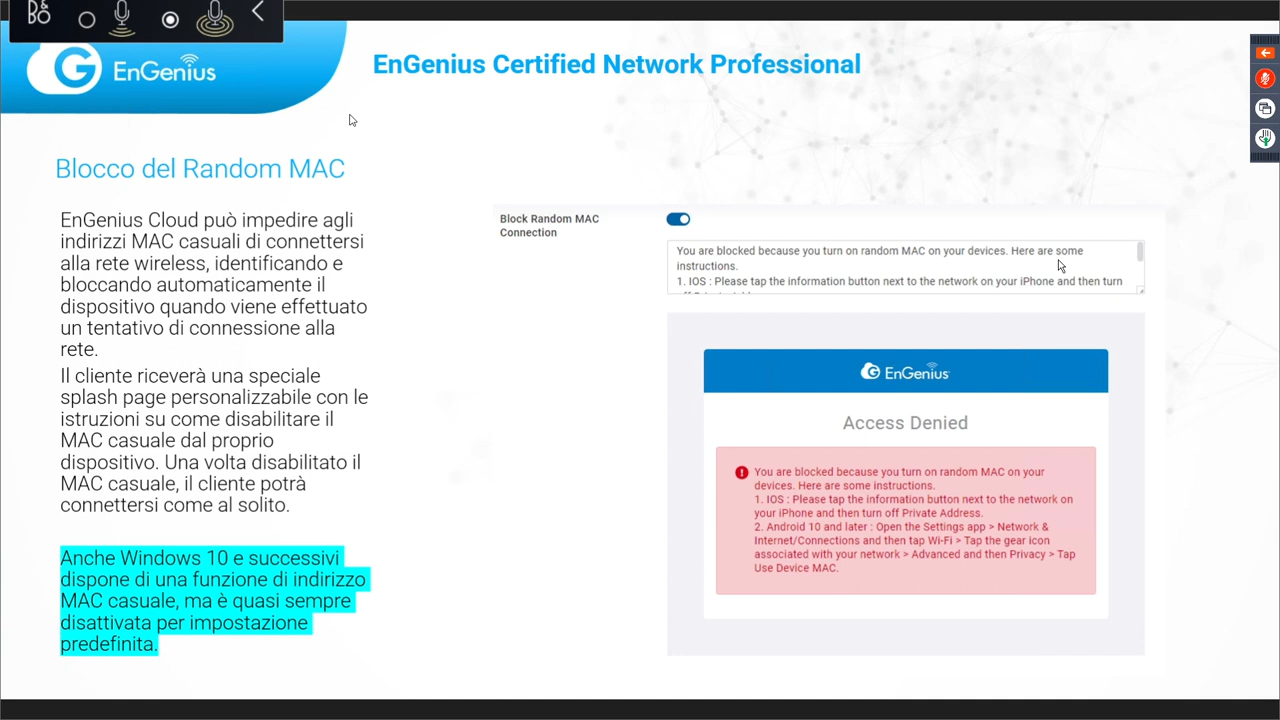 EnGenius
EnGenius Certified Network Professional
Blocco del Random MAC
EnGenius Cloud può impedire agli
indirizzi MAC casuali di connettersi
alla rete wireless, identificando e
bloccando automaticamente il
dispositivo quando viene effettuato
un tentativo di connessione alla
rete.
Il cliente riceverà una speciale
splash page personalizzabile con le
istruzioni su come disabilitare il
MAC casuale dal proprio
dispositivo. Una volta disabilitato il
MAC casuale, il cliente potrà
connettersi come al solito.
Anche Windows 10 e successivi
dispone di una funzione di indirizzo
MAC casuale, ma è quasi sempre
disattivata per impostazione
predefinita.
Block Random MAC
Connection
You are blocked because you turn on random MAC on your devices. Here are some
instructions.
1. IOS : Please tap the information button next to the network on your iPhone and then turn
EnGenius
Access Denied
You are blocked because you turn on random MAC on your
devices. Here are some instructions.
1. IOS : Please tap the information button next to the network on
your iPhone and then turn off Private Address.
2. Android 10 and later : Open the Settings app > Network &
Internet/Connections and then tap Wi-Fi > Tap the gear icon
associated with your network > Advanced and then Privacy > Tap
Use Device MAC.